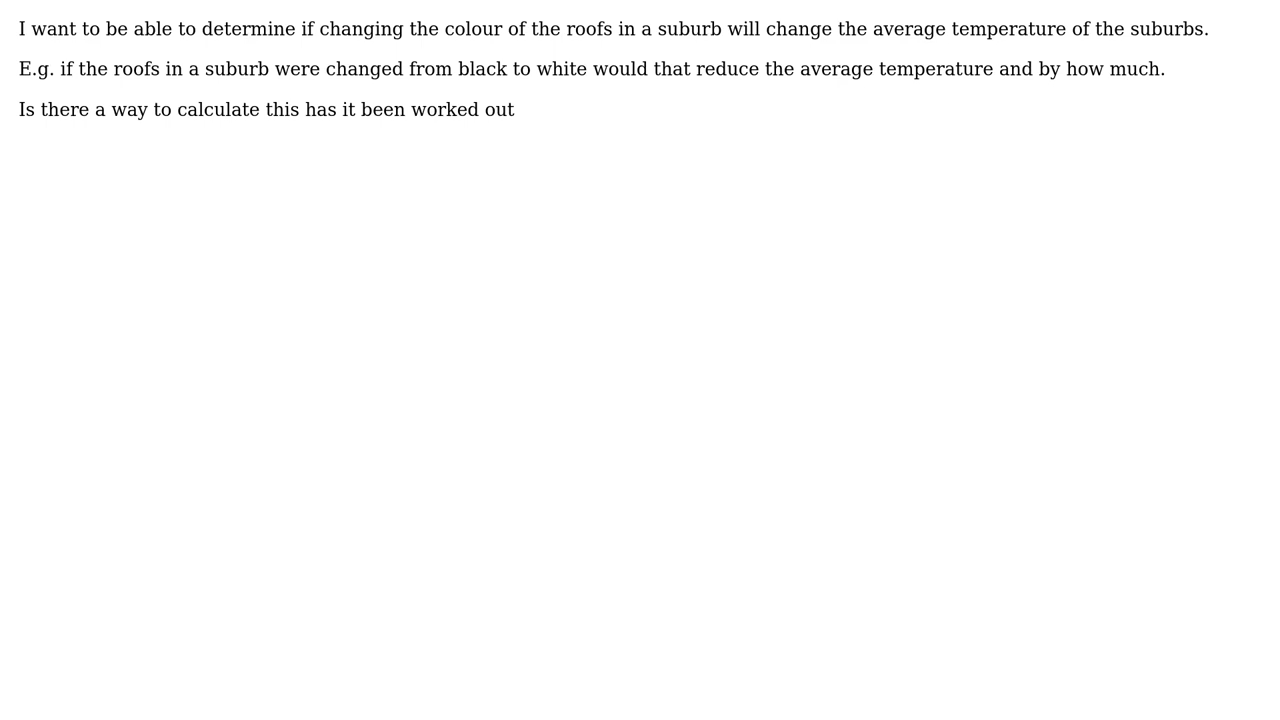 I want to be able to determine if changing the colour of the roofs in a suburb will change the average temperature of the suburbs.
E.g. if the roofs in a suburb were changed from black to white would that reduce the average temperature and by how much.
Is there a way to calculate this has it been worked out